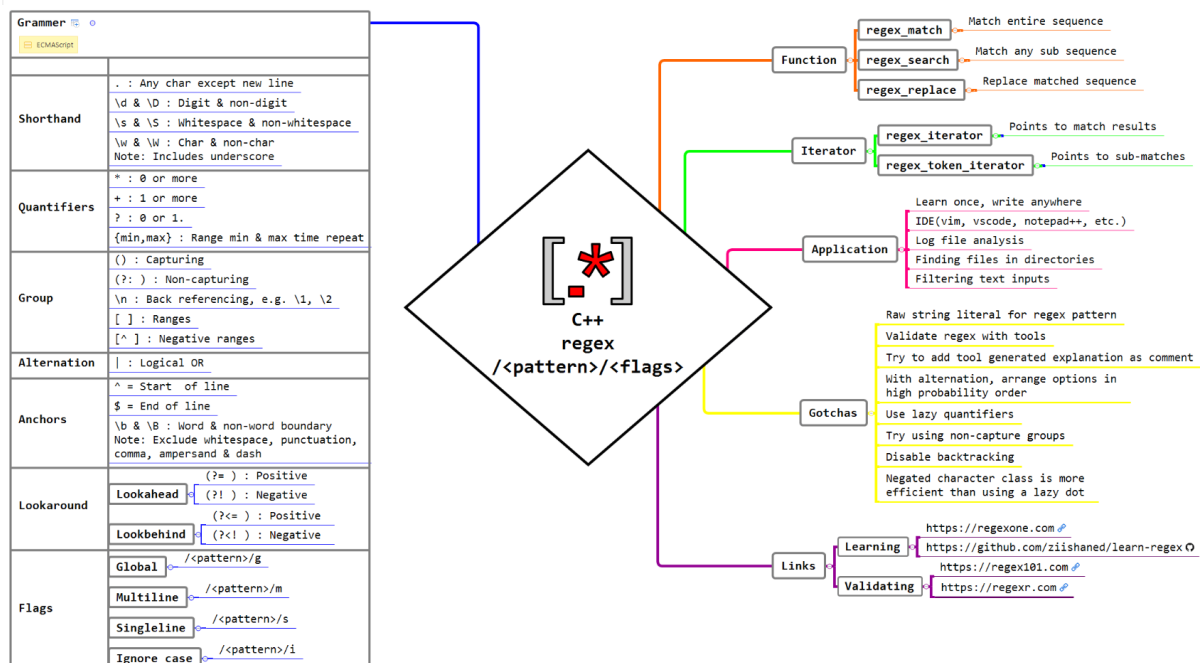 Grammer
ECMAScript
Shorthand
. : Any char except new line
\d & \D : Digit & non-digit
\s & \S : Whitespace & non-whitespace
\w & \W : Char & non-char
Note: Includes underscore
Quantifiers
* : 0 or more
+ : 1 or more
? : 0 or 1.
{min,max} : Range min & max time repeat
Group
() : Capturing
(?: ) : Non-capturing
\n : Back referencing, e.g. \1, \2
[ ] : Ranges
[^ ] : Negative ranges
Alternation
| : Logical OR
Anchors
^ = Start  of line
$ = End of line
\b & \B : Word & non-word boundary
Note: Exclude whitespace, punctuation,
comma, ampersand & dash
Lookaround
Lookahead
(?= ) : Positive
(?! ) : Negative
Lookbehind
(?<= ) : Positive
(?<! ) : Negative
Flags
Global
/<pattern>/g
Multiline
/<pattern>/m
Singleline
/<pattern>/s
Ignore case
/<pattern>/i
[.*]
C++
regex
/<pattern>/<flags>
Function
regex_match
Match entire sequence
regex_search
Match any sub sequence
regex_replace
Replace matched sequence
Iterator
regex_iterator
Points to match results
regex_token_iterator
Points to sub-matches
Application
Learn once, write anywhere
IDE(vim, vscode, notepad++, etc.)
Log file analysis
Finding files in directories
Filtering text inputs
Gotchas
Raw string literal for regex pattern
Validate regex with tools
Try to add tool generated explanation as comment
With alternation, arrange options in
high probability order
Use lazy quantifiers
Try using non-capture groups
Disable backtracking
Negated character class is more
efficient than using a lazy dot
Links
Learning
https://regexone.com
https://github.com/ziishaned/learn-regex
Validating
https://regex101.com
https://regexr.com